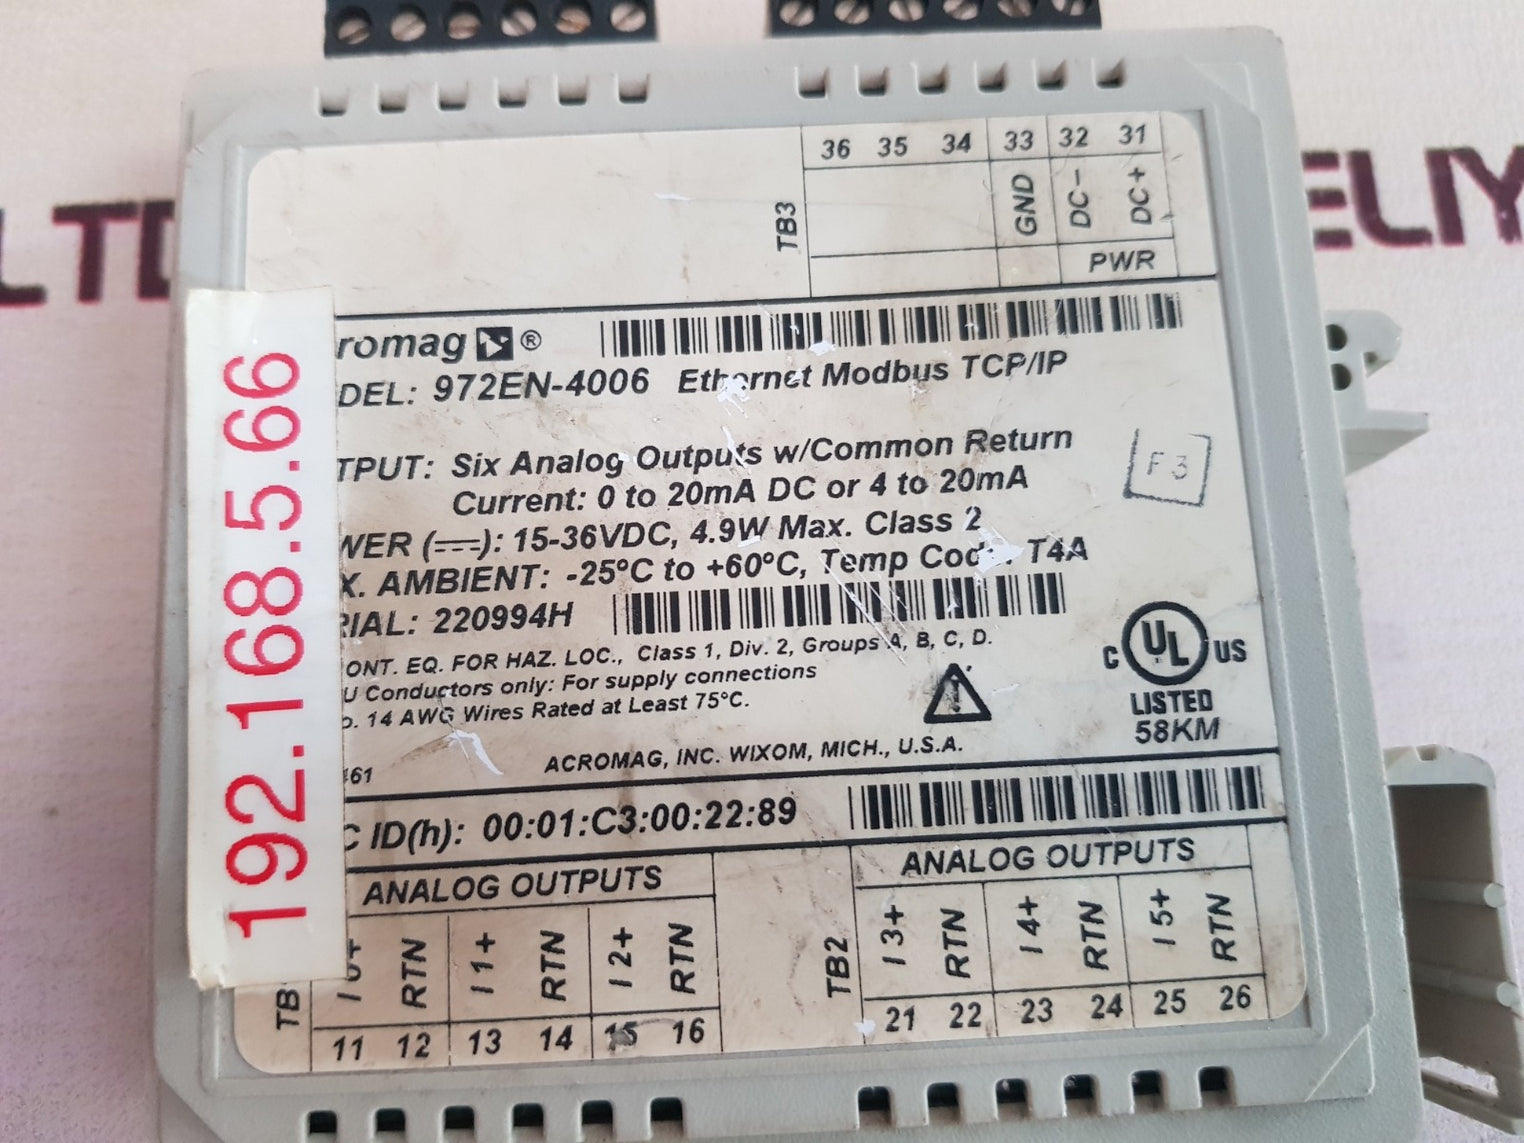 36 35 34 33 32 31
TB3
GND DC- DC+
PWR
LTD
ELIY
192.168.5.66
romag ®
DEL: 972EN-4006 Ethernet Modbus TCP/IP
TPUT: Six Analog Outputs w/Common Return
Current: 0 to 20mA DC or 4 to 20mA
F3
WER (⎓): 15-36VDC, 4.9W Max. Class 2
X. AMBIENT: -25°C to +60°C, Temp Code: T4A
RIAL: 220994H
ONT. EQ. FOR HAZ. LOC., Class 1, Div. 2, Groups A, B, C, D.
U Conductors only: For supply connections
o. 14 AWG Wires Rated at Least 75°C.
C UL US
LISTED
58KM
ACROMAG, INC. WIXOM, MICH., U.S.A.
61
C ID(h): 00:01:C3:00:22:89
ANALOG OUTPUTS ANALOG OUTPUTS
TB I0+ RTN I1+ RTN I2+ RTN TB2 I3+ RTN I4+ RTN I5+ RTN
11 12 13 14 15 16 21 22 23 24 25 26